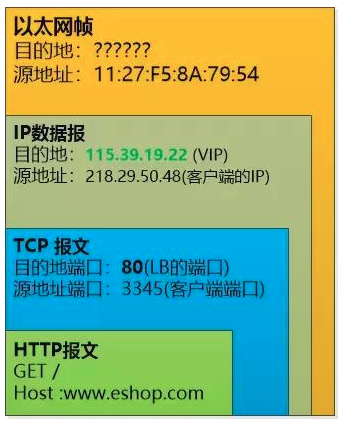 以太网帧
目的地：??????
源地址：11:27:F5:8A:79:54
IP数据报
目的地：115.39.19.22 (VIP)
源地址：218.29.50.48(客户端的IP)
TCP 报文
目的地端口：80(LB的端口)
源地址端口：3345(客户端端口)
HTTP报文
GET /
Host :www.eshop.com